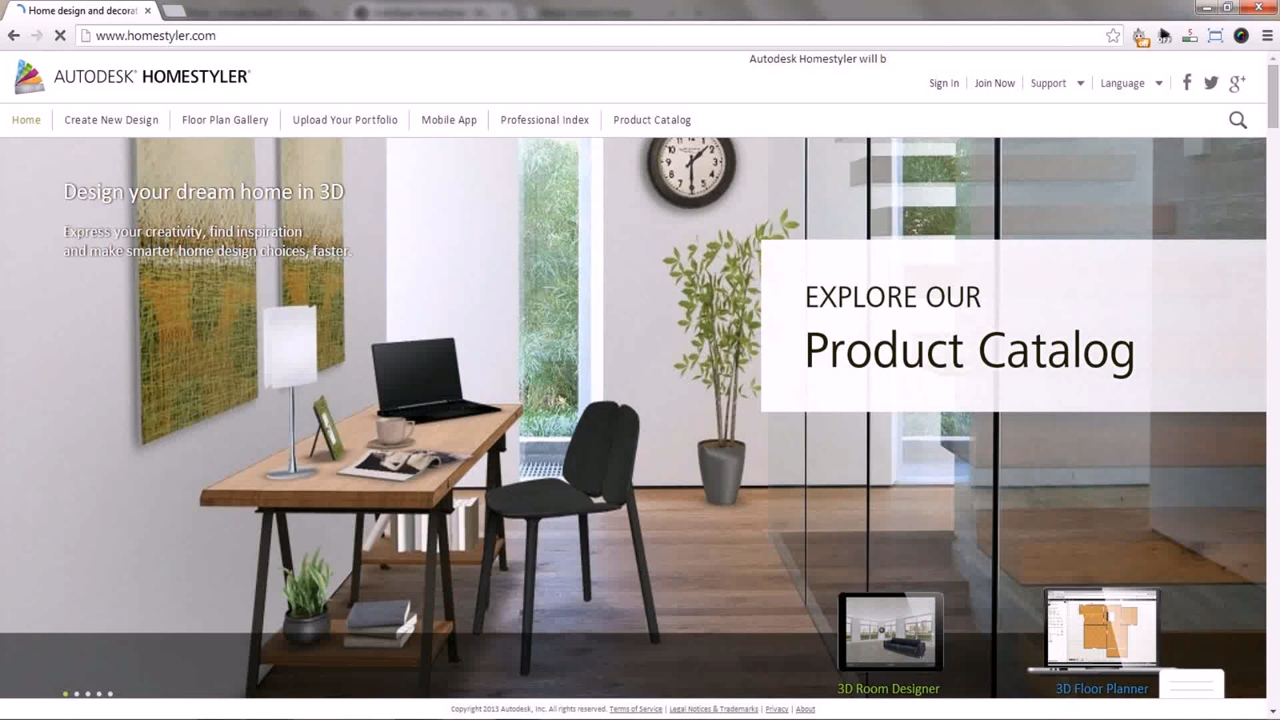 Home design and decorat
www.homestyler.com
Autodesk Homestyler will b
AUTODESK® HOMESTYLER®
Sign In
Join Now
Support
Language
Home
Create New Design
Floor Plan Gallery
Upload Your Portfolio
Mobile App
Professional Index
Product Catalog
Design your dream home in 3D
Express your creativity, find inspiration
and make smarter home design choices, faster.
EXPLORE OUR
Product Catalog
3D Room Designer
3D Floor Planner
Copyright 2013 Autodesk, Inc. All rights reserved. Terms of Service | Legal Notices & Trademarks | Privacy | About